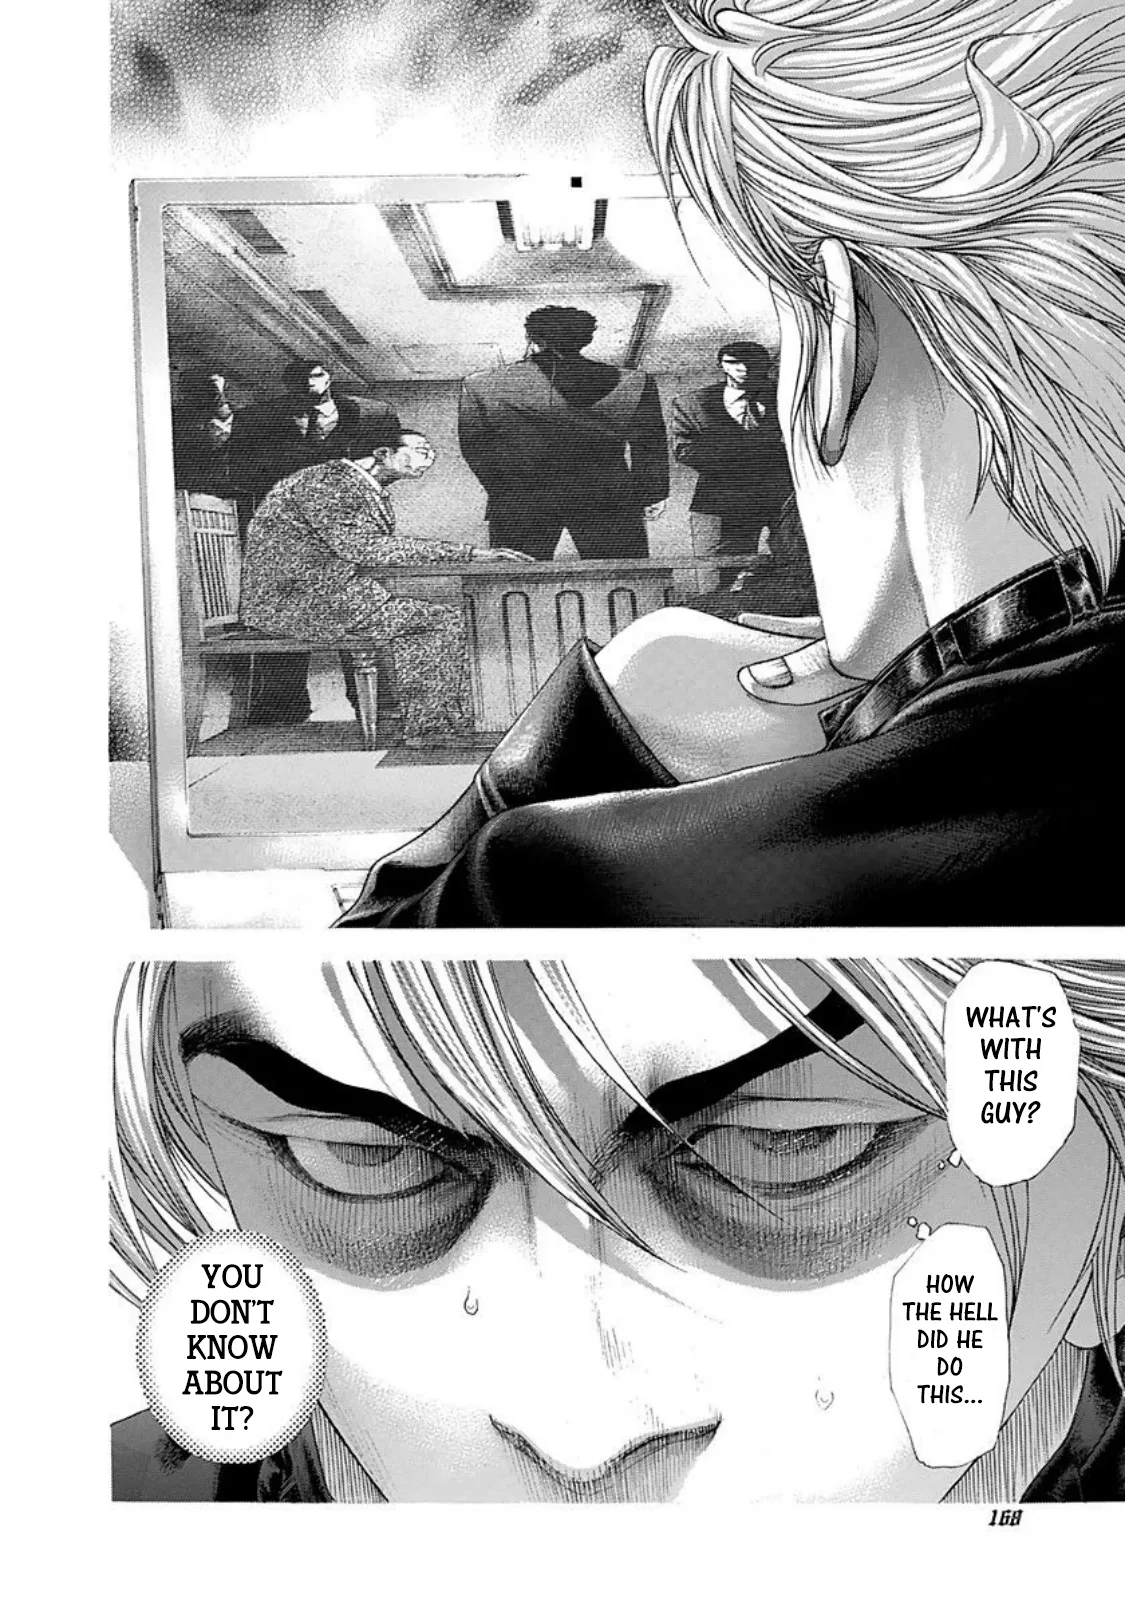 WHAT'S
WITH
THIS
GUY?
HOW
THE HELL
DID HE
DO
THIS...
YOU
DON'T
KNOW
ABOUT
IT?
168